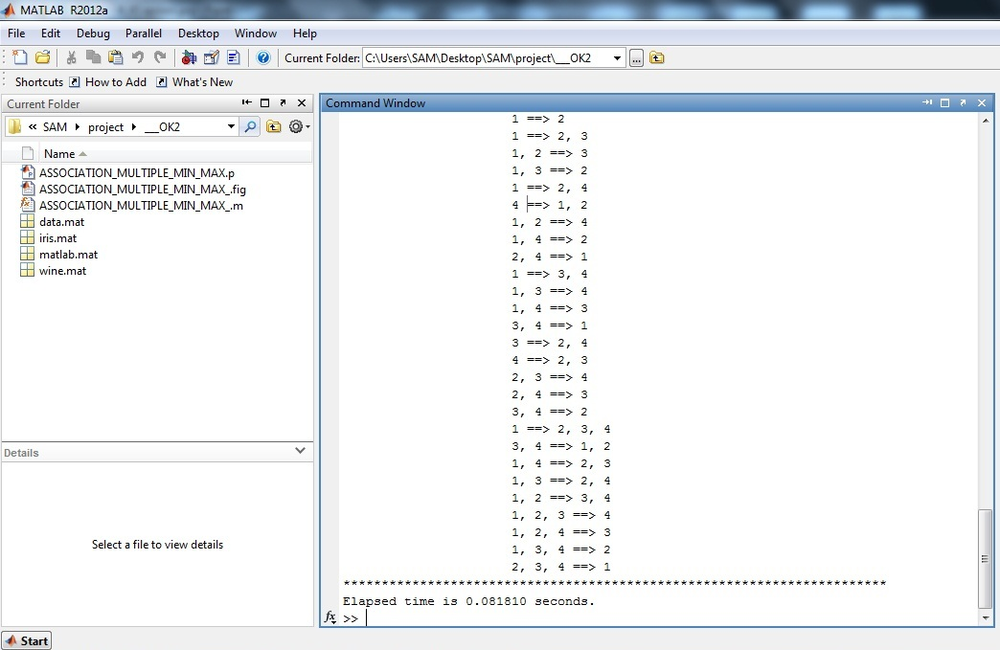 MATLAB R2012a
File Edit Debug Parallel Desktop Window Help
Current Folder: C:\Users\SAM\Desktop\SAM\project\___OK2
Shortcuts How to Add What's New
Current Folder
« SAM project ___OK2
Name
ASSOCIATION_MULTIPLE_MIN_MAX.p
ASSOCIATION_MULTIPLE_MIN_MAX_.fig
ASSOCIATION_MULTIPLE_MIN_MAX_.m
data.mat
iris.mat
matlab.mat
wine.mat
Details
Select a file to view details
Command Window
1 ==> 2
1 ==> 2, 3
1, 2 ==> 3
1, 3 ==> 2
1 ==> 2, 4
4 ==> 1, 2
1, 2 ==> 4
1, 4 ==> 2
2, 4 ==> 1
1 ==> 3, 4
1, 3 ==> 4
1, 4 ==> 3
3, 4 ==> 1
3 ==> 2, 4
4 ==> 2, 3
2, 3 ==> 4
2, 4 ==> 3
3, 4 ==> 2
1 ==> 2, 3, 4
3, 4 ==> 1, 2
1, 4 ==> 2, 3
1, 3 ==> 2, 4
1, 2 ==> 3, 4
1, 2, 3 ==> 4
1, 2, 4 ==> 3
1, 3, 4 ==> 2
2, 3, 4 ==> 1
***********************************************************************
Elapsed time is 0.081810 seconds.
fx >>
Start